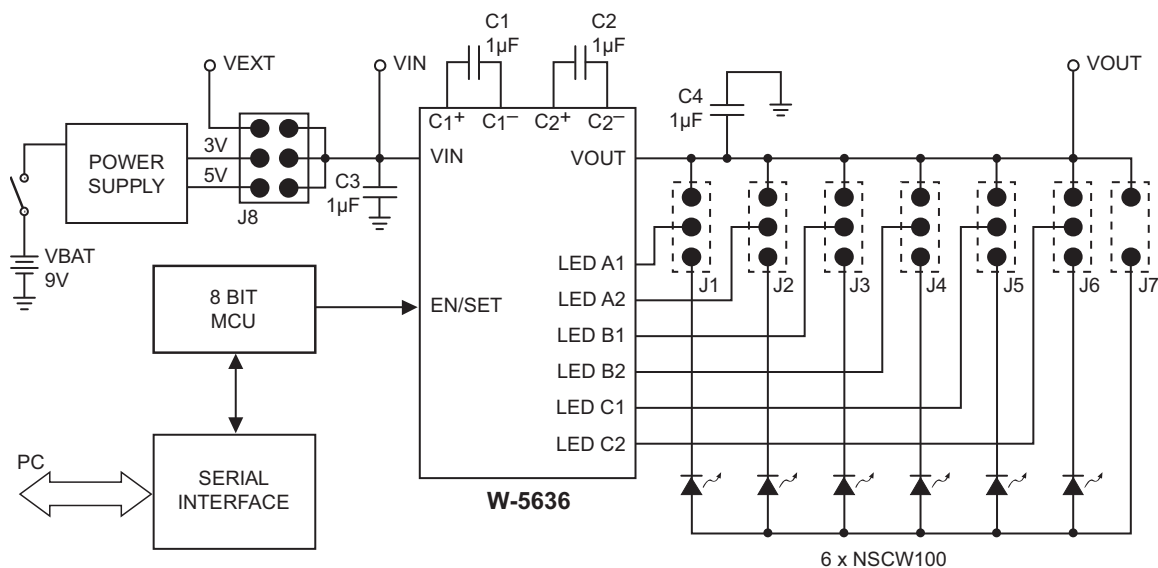 C1
1µF
C2
1µF
VEXT
VIN
VOUT
C4
1µF
C1+
C1–
C2+
C2–
POWER
SUPPLY
3V
5V
J8
C3
1µF
VIN
VOUT
VBAT
9V
8 BIT
MCU
EN/SET
LED A1
LED A2
LED B1
LED B2
LED C1
LED C2
J1
J2
J3
J4
J5
J6
J7
PC
SERIAL
INTERFACE
W-5636
6 x NSCW100